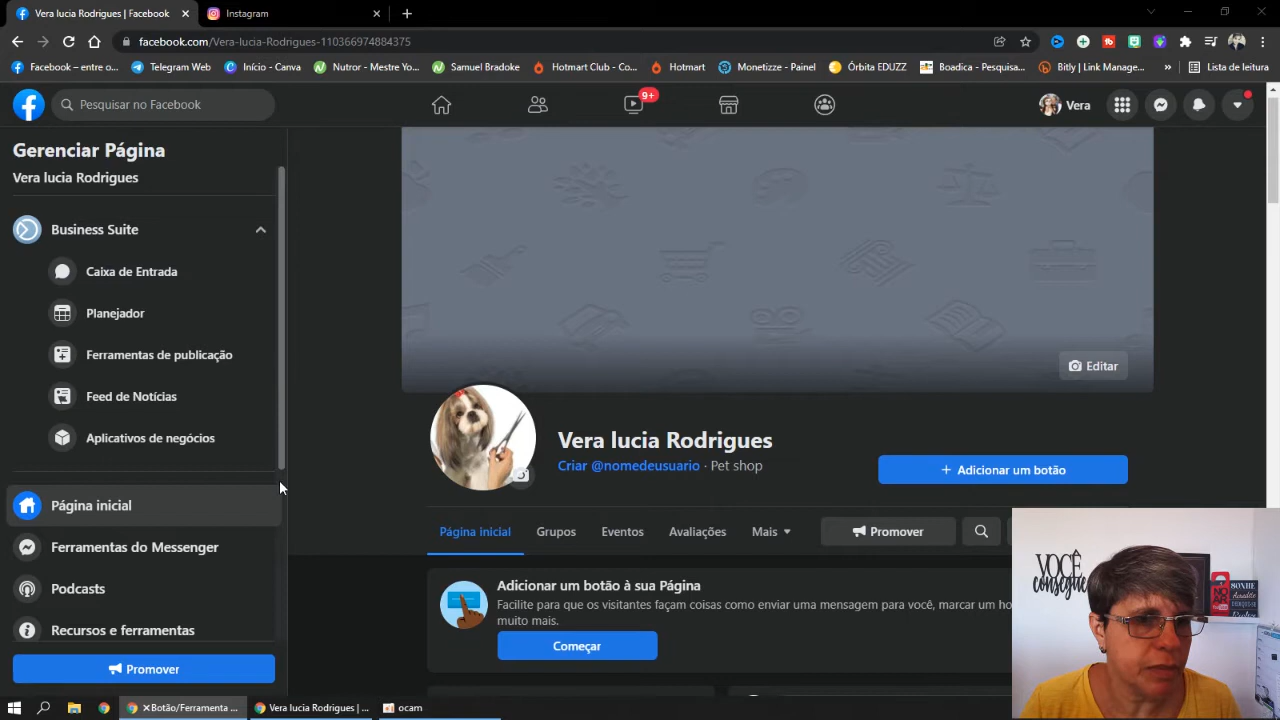 Vera lucia Rodrigues | Facebook
Instagram
facebook.com/Vera-lucia-Rodrigues-110366974884375
Facebook – entre o...
Telegram Web
Início - Canva
Nutror - Mestre Yo...
Samuel Bradoke
Hotmart Club - Co...
Hotmart
Monetizze - Painel
Órbita EDUZZ
Boadica - Pesquisa...
Bitly | Link Manage...
Lista de leitura
Pesquisar no Facebook
9+
Vera
Gerenciar Página
Vera lucia Rodrigues
Business Suite
Caixa de Entrada
Planejador
Ferramentas de publicação
Feed de Notícias
Aplicativos de negócios
Página inicial
Ferramentas do Messenger
Podcasts
Recursos e ferramentas
Promover
Editar
Vera lucia Rodrigues
Criar @nomedeusuario · Pet shop
+ Adicionar um botão
Página inicial
Grupos
Eventos
Avaliações
Mais
Promover
Adicionar um botão à sua Página
Facilite para que os visitantes façam coisas como enviar uma mensagem para você, marcar um ho
muito mais.
Começar
VOCÊ
consegue
SONHE
Acredite
Botão/Ferramenta ...
Vera lucia Rodrigues | ...
ocam